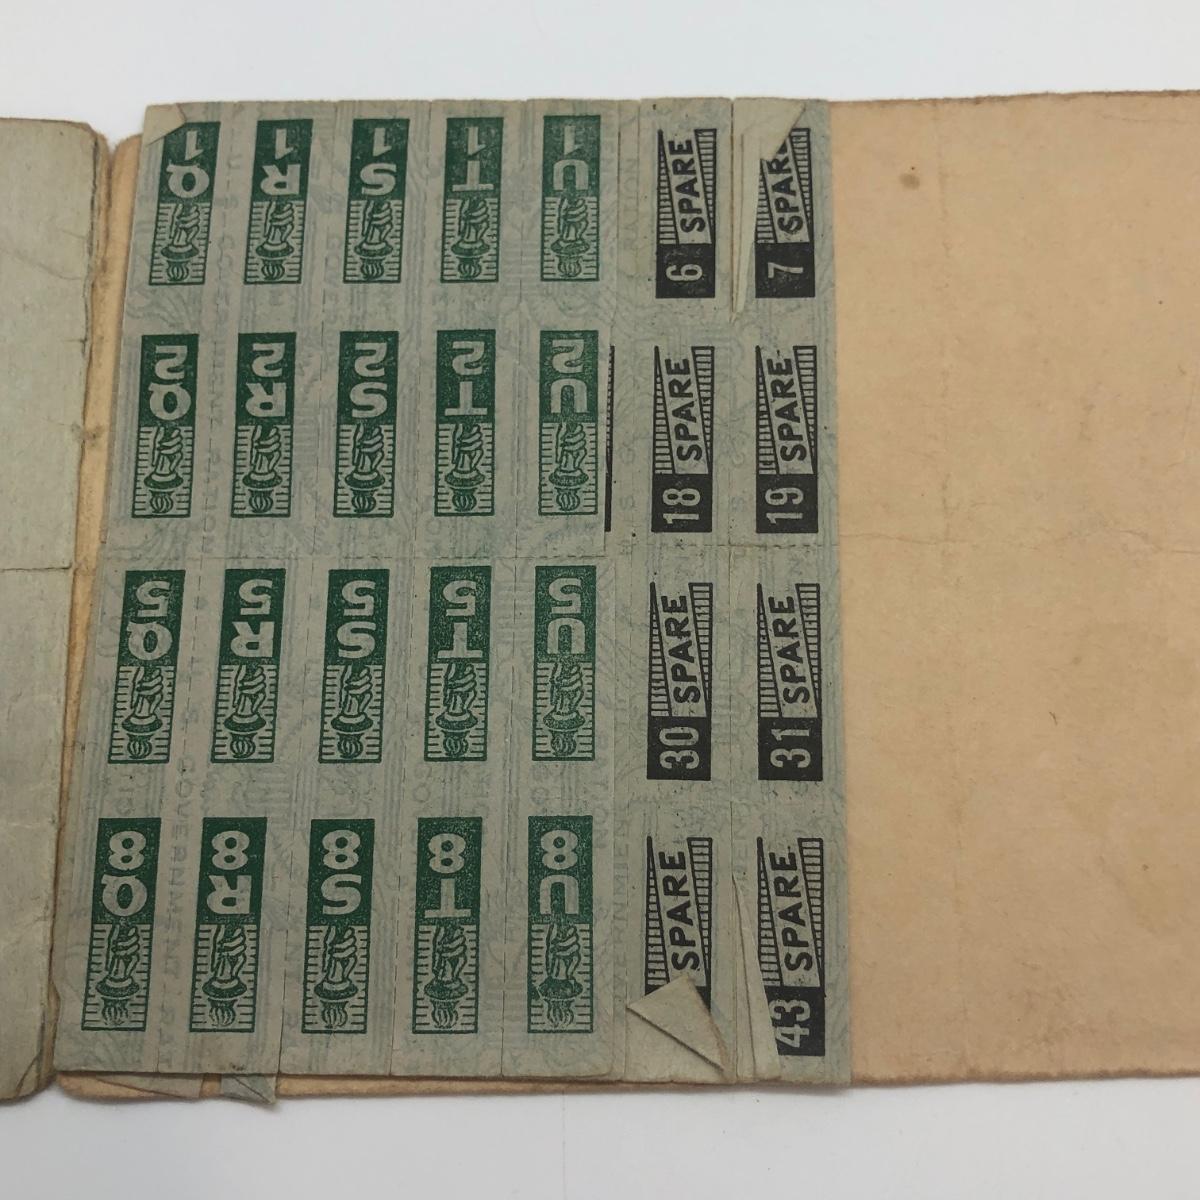 Q1 R1 S1 T1 U1
6 SPARE
7 SPARE
Q2 R2 S2 T2 U2
18 SPARE
19 SPARE
Q5 R5 S5 T5 U5
30 SPARE
31 SPARE
Q8 R8 S8 T8 U8
SPARE
43 SPARE